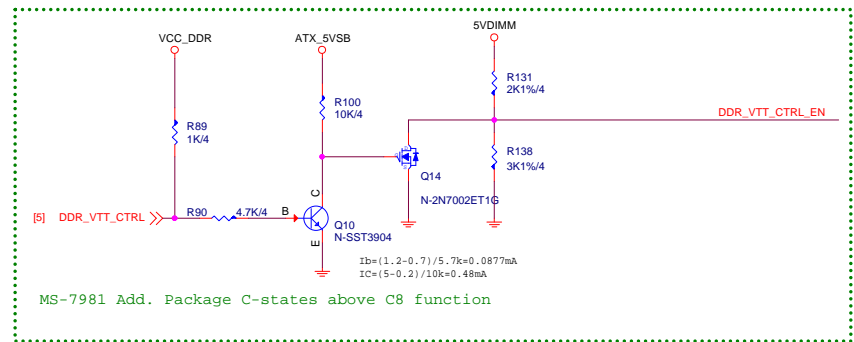 VCC_DDR
ATX_5VSB
5VDIMM
R131
2K1%/4
R100
10K/4
DDR_VTT_CTRL_EN
R89
1K/4
R138
3K1%/4
Q14
N-2N7002ET1G
C
[5] DDR_VTT_CTRL
R90
4.7K/4
B
Q10
N-SST3904
E
Ib=(1.2-0.7)/5.7k=0.0877mA
IC=(5-0.2)/10k=0.48mA
MS-7981 Add. Package C-states above C8 function